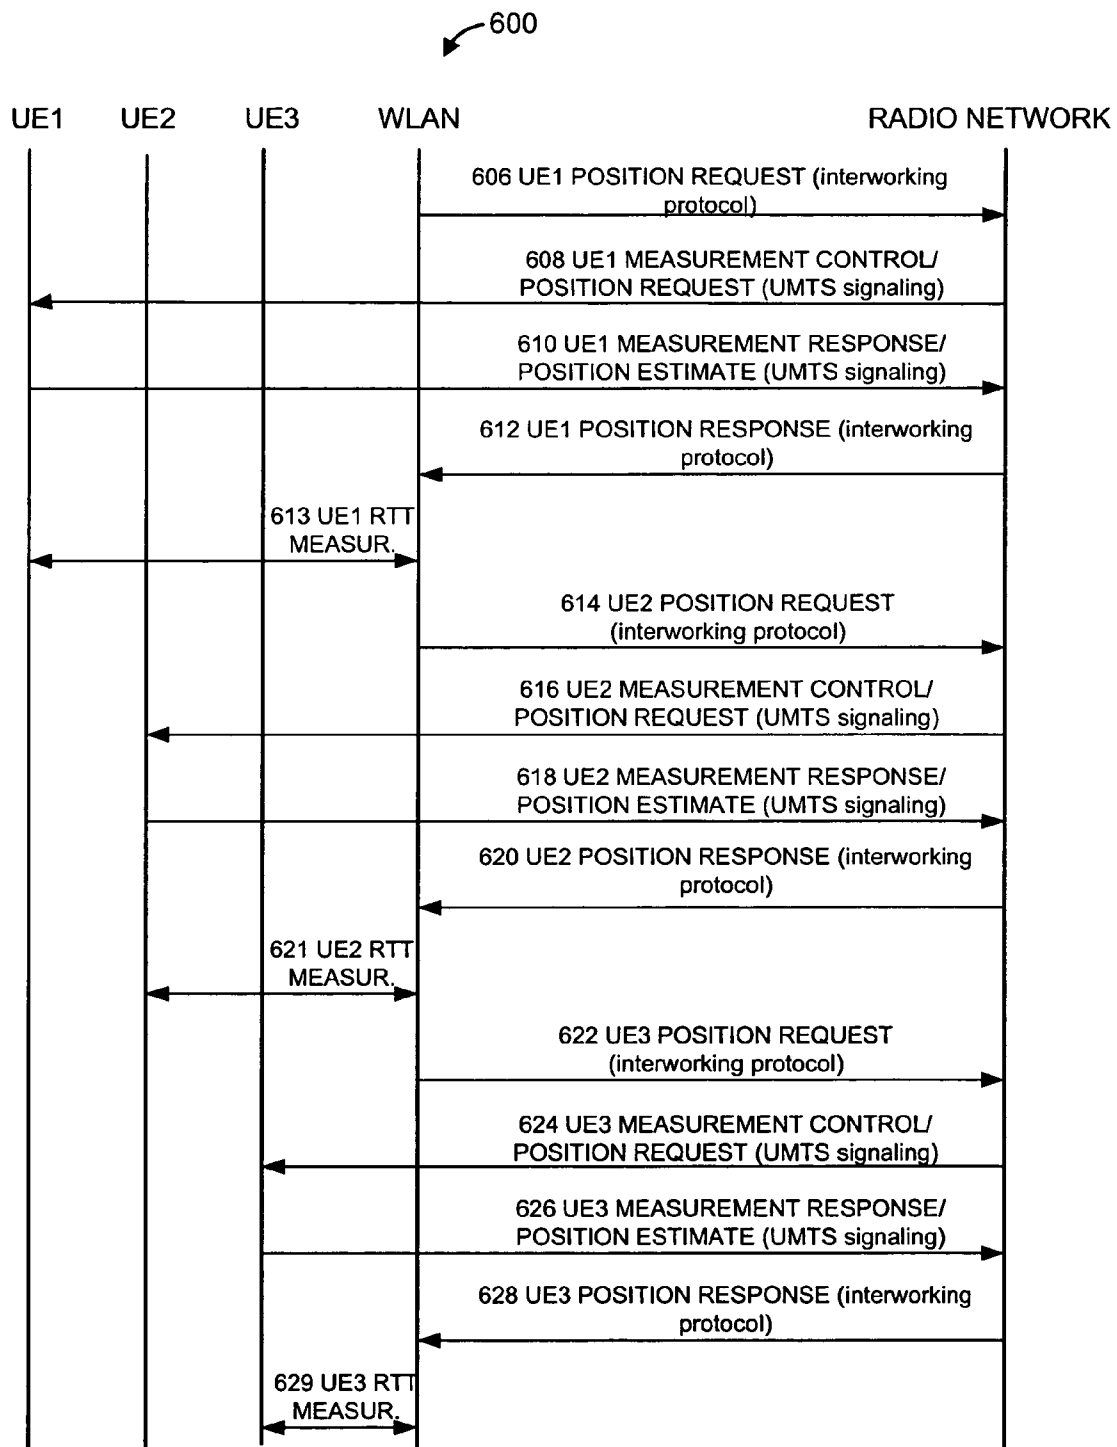 600
UE1 UE2 UE3 WLAN RADIO NETWORK
606 UE1 POSITION REQUEST (interworking
protocol)
608 UE1 MEASUREMENT CONTROL/
POSITION REQUEST (UMTS signaling)
610 UE1 MEASUREMENT RESPONSE/
POSITION ESTIMATE (UMTS signaling)
612 UE1 POSITION RESPONSE (interworking
protocol)
613 UE1 RTT
MEASUR.
614 UE2 POSITION REQUEST
(interworking protocol)
616 UE2 MEASUREMENT CONTROL/
POSITION REQUEST (UMTS signaling)
618 UE2 MEASUREMENT RESPONSE/
POSITION ESTIMATE (UMTS signaling)
620 UE2 POSITION RESPONSE (interworking
protocol)
621 UE2 RTT
MEASUR.
622 UE3 POSITION REQUEST
(interworking protocol)
624 UE3 MEASUREMENT CONTROL/
POSITION REQUEST (UMTS signaling)
626 UE3 MEASUREMENT RESPONSE/
POSITION ESTIMATE (UMTS signaling)
628 UE3 POSITION RESPONSE (interworking
protocol)
629 UE3 RTT
MEASUR.